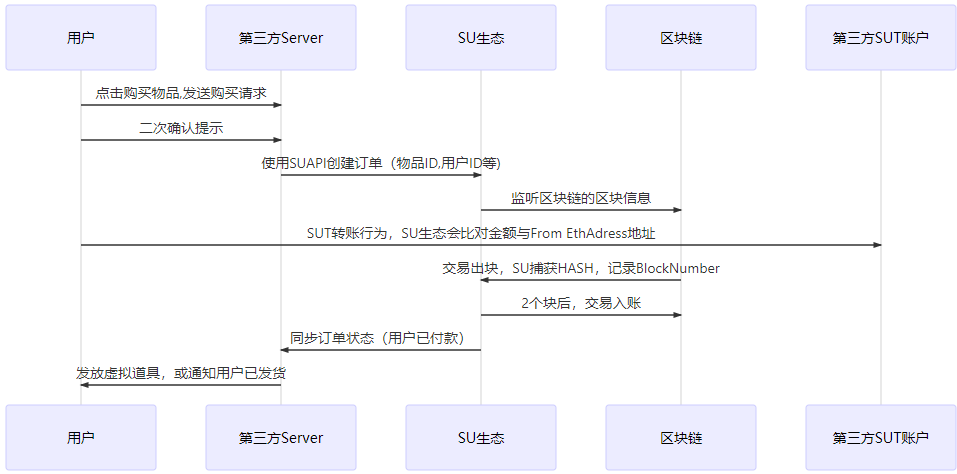 用户
第三方Server
SU生态
区块链
第三方SUT账户
点击购买物品,发送购买请求
二次确认提示
使用SUAPI创建订单（物品ID,用户ID等)
监听区块链的区块信息
SUT转账行为，SU生态会比对金额与From EthAdress地址
交易出块，SU捕获HASH，记录BlockNumber
2个块后，交易入账
同步订单状态（用户已付款）
发放虚拟道具，或通知用户已发货
用户
第三方Server
SU生态
区块链
第三方SUT账户